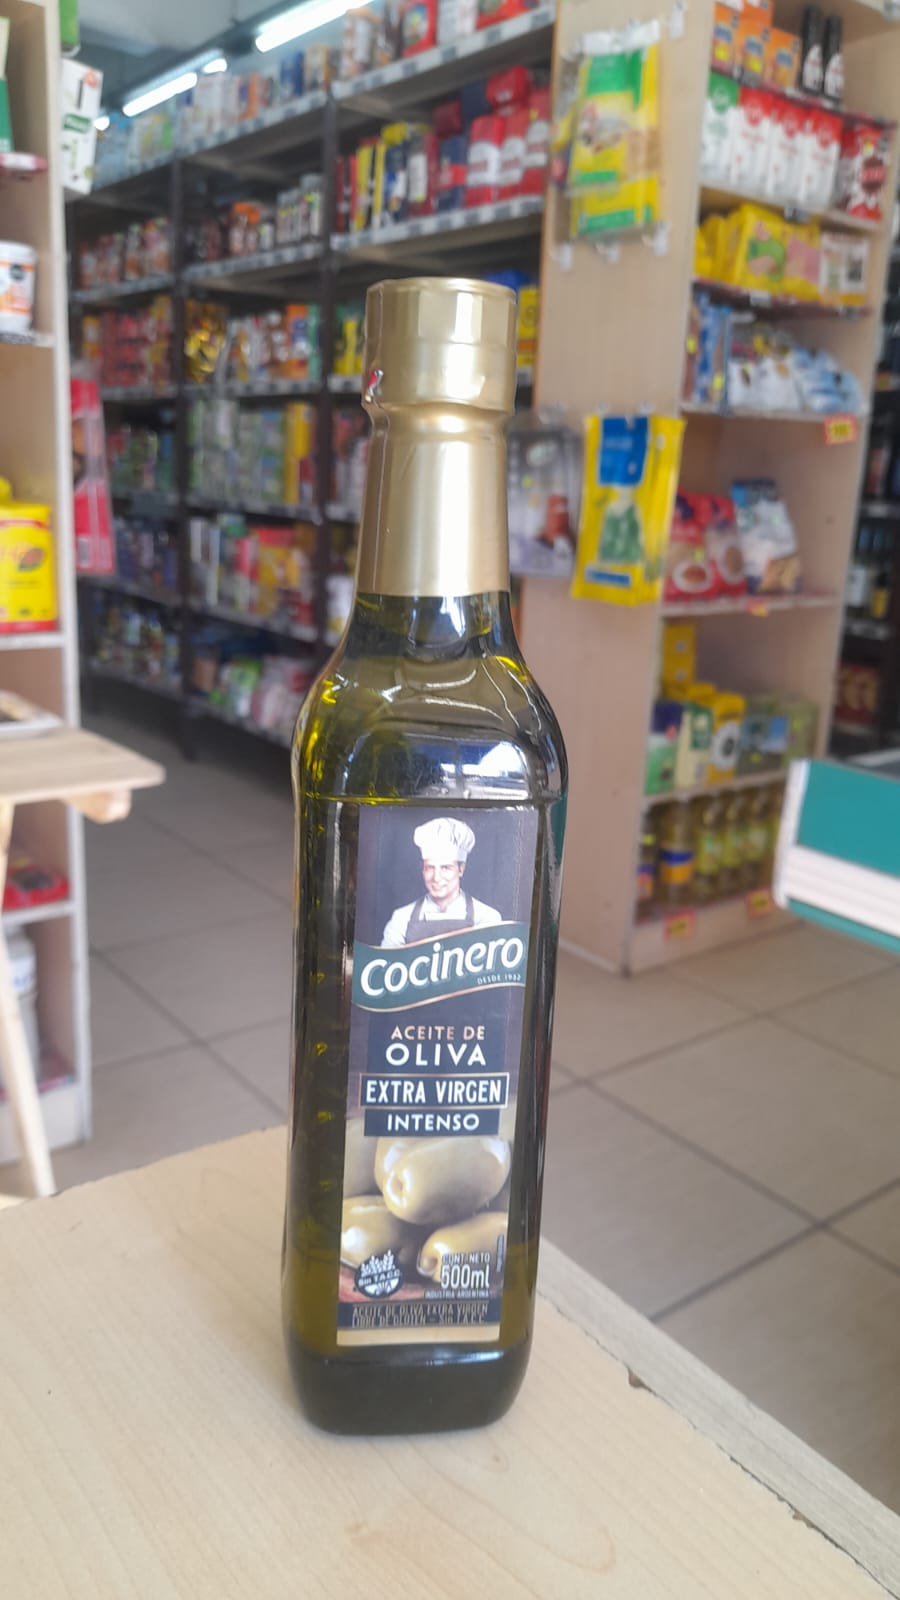 Cocinero
DESDE 1932
ACEITE DE
OLIVA
EXTRA VIRGEN
INTENSO
Sin T.A.C.C.
CONT. NETO
500ml
INDUSTRIA ARGENTINA
ACEITE DE OLIVA EXTRA VIRGEN
LIBRE DE GLUTEN - Sin T.A.C.C.